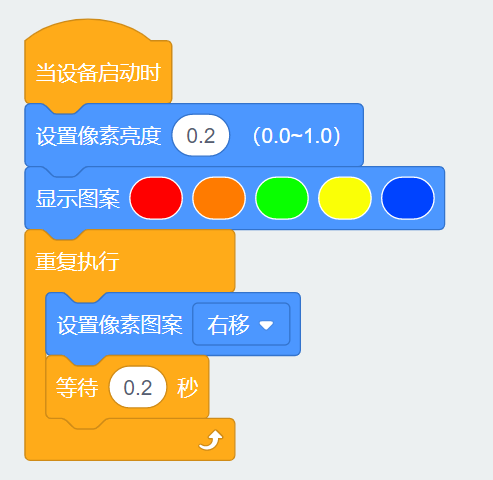 当设备启动时
设置像素亮度 0.2 （0.0~1.0）
显示图案
重复执行
设置像素图案 右移
等待 0.2 秒